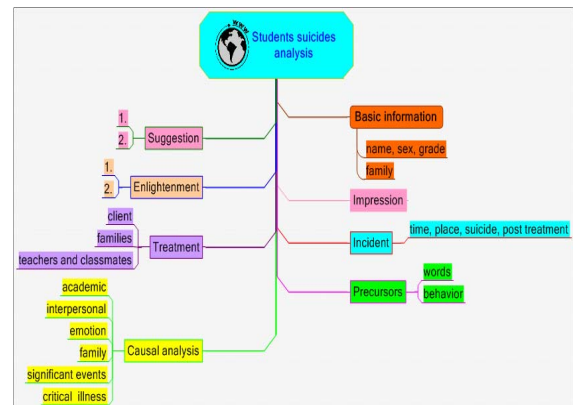 www
Students suicides
analysis
Basic information
name, sex, grade
family
Impression
Incident
time, place, suicide, post treatment
Precursors
words
behavior
1.
2.
Suggestion
1.
2.
Enlightenment
client
families
teachers and classmates
Treatment
academic
interpersonal
emotion
family
significant events
critical illness
Causal analysis